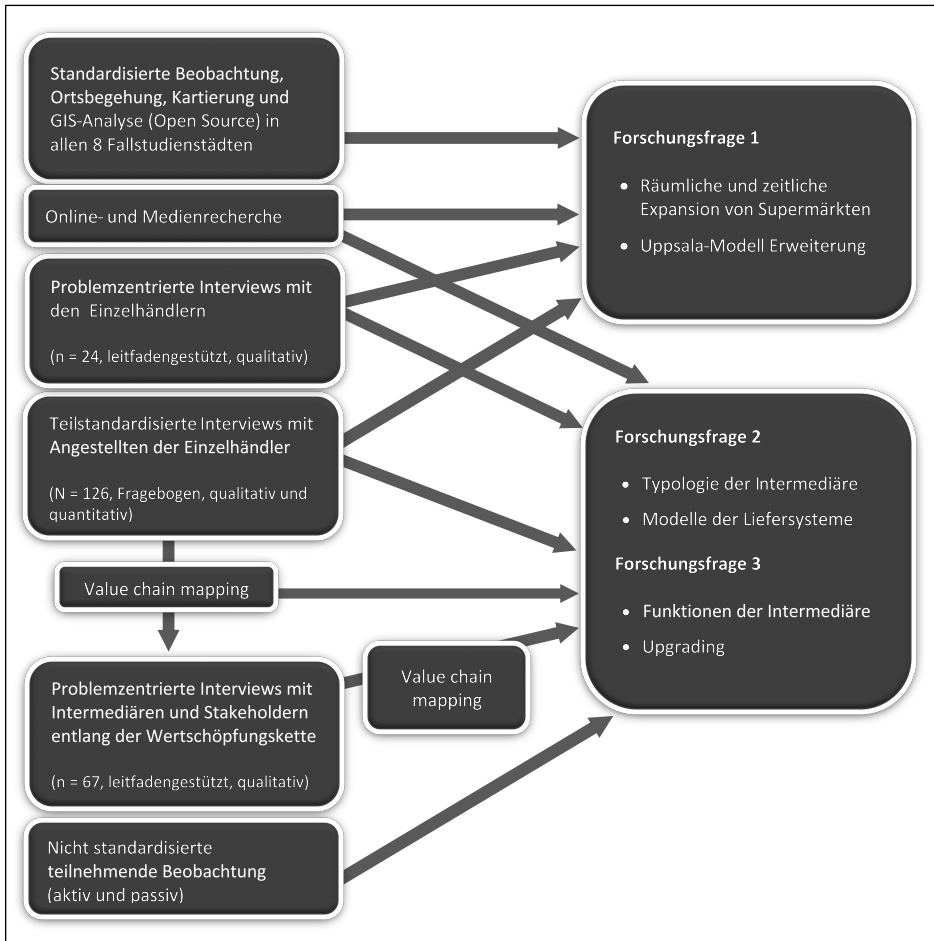 Standardisierte Beobachtung,
Ortsbegehung, Kartierung und
GIS-Analyse (Open Source) in
allen 8 Fallstudienstädten
Online- und Medienrecherche
Problemzentrierte Interviews mit
den Einzelhändlern
(n = 24, leitfadengestützt, qualitativ)
Teilstandardisierte Interviews mit
Angestellten der Einzelhändler
(N = 126, Fragebogen, qualitativ und
quantitativ)
Value chain mapping
Problemzentrierte Interviews mit
Intermediären und Stakeholdern
entlang der Wertschöpfungskette
(n = 67, leitfadengestützt, qualitativ)
Nicht standardisierte
teilnehmende Beobachtung
(aktiv und passiv)
Value chain
mapping
Forschungsfrage 1
• Räumliche und zeitliche
Expansion von Supermärkten
• Uppsala-Modell Erweiterung
Forschungsfrage 2
• Typologie der Intermediäre
• Modelle der Liefersysteme
Forschungsfrage 3
• Funktionen der Intermediäre
• Upgrading